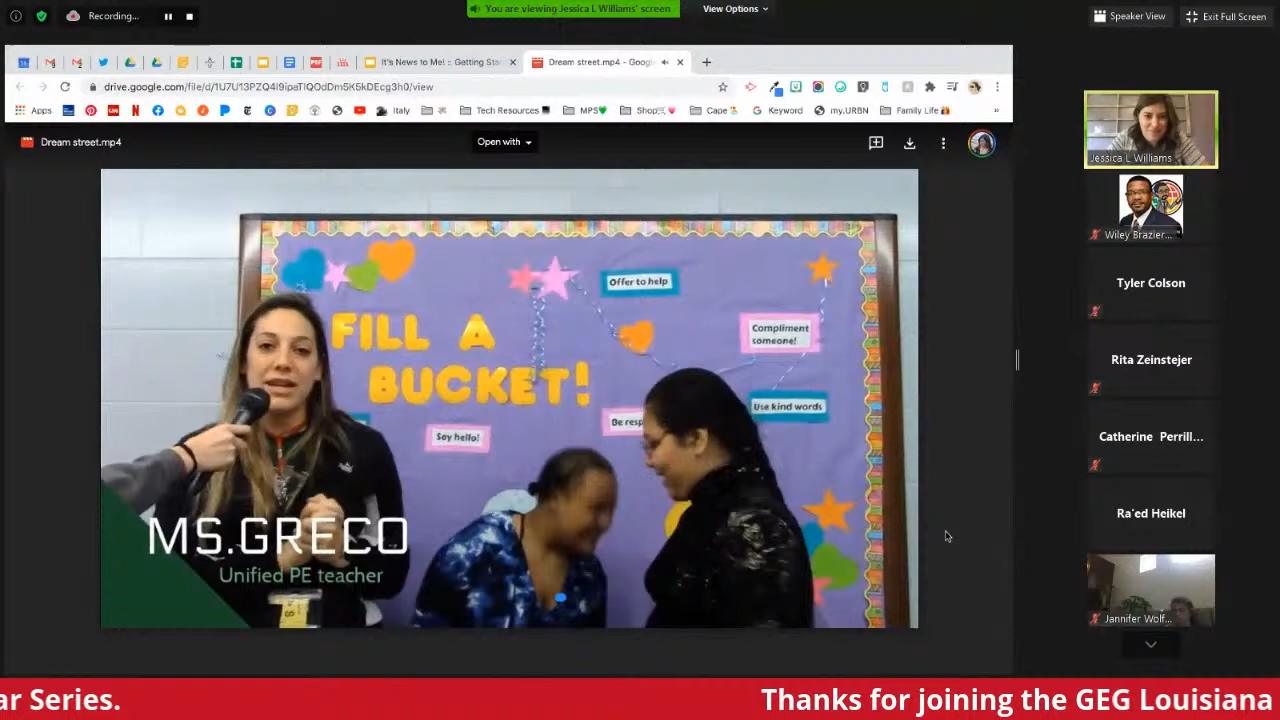 Recording...
You are viewing Jessica L Williams' screen
View Options
Speaker View
Exit Full Screen
It's News to Me! :: Getting Sta
Dream street.mp4 - Googl
drive.google.com/file/d/1U7U13PZQ4I9ipaTIQOdDm5K5kDEcg3h0/view
Apps
Italy
Tech Resources
MPS
Shop
Cape
Keyword
my.URBN
Family Life
»
Dream street.mp4
Open with
FILL A
BUCKET!
Offer to help
Compliment
someone!
Use kind words
Be resp
Say hello!
MS.GRECO
Unified PE teacher
Jessica L Williams
Wiley Brazier...
Tyler Colson
Rita Zeinstejer
Catherine Perrill...
Ra'ed Heikel
Jannifer Wolf...
ar Series.
Thanks for joining the GEG Louisiana